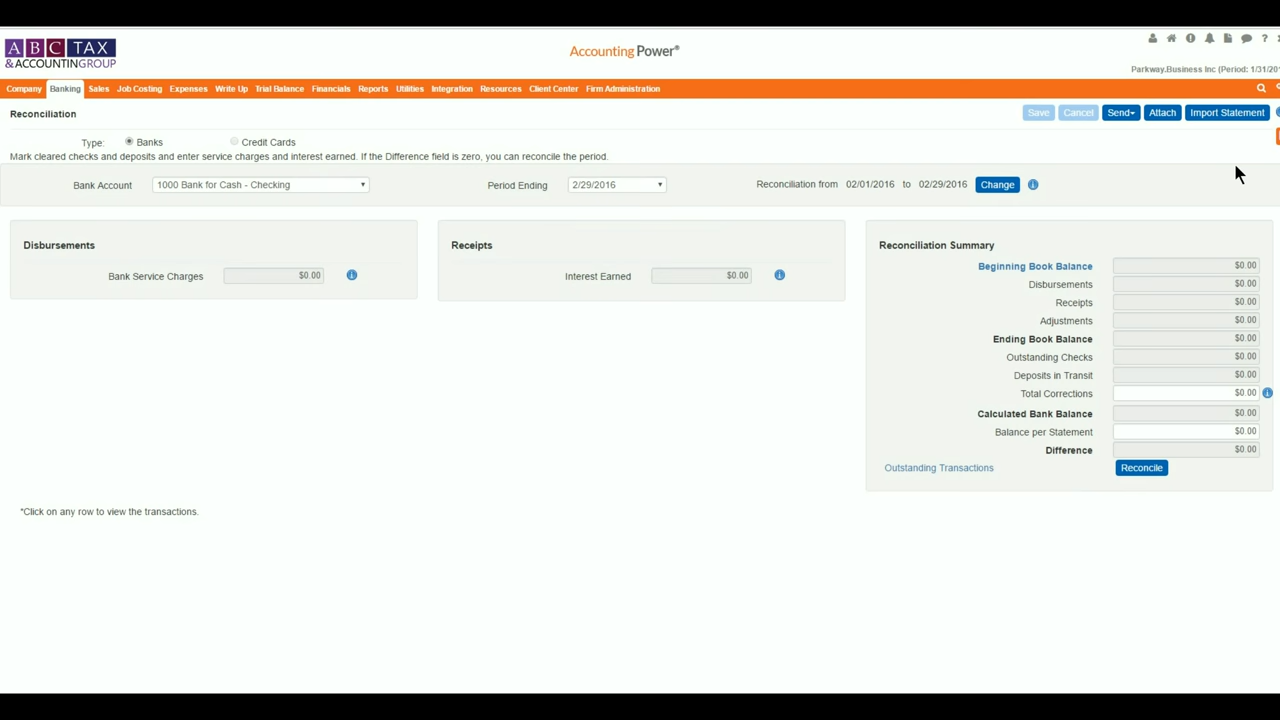 ABC TAX
& ACCOUNTING GROUP
Accounting Power®
Parkway.Business Inc (Period: 1/31/201
Company Banking Sales Job Costing Expenses Write Up Trial Balance Financials Reports Utilities Integration Resources Client Center Firm Administration
Reconciliation
Save Cancel Send Attach Import Statement
Type: Banks Credit Cards
Mark cleared checks and deposits and enter service charges and interest earned. If the Difference field is zero, you can reconcile the period.
Bank Account 1000 Bank for Cash - Checking Period Ending 2/29/2016 Reconciliation from 02/01/2016 to 02/29/2016 Change
Disbursements
Bank Service Charges $0.00
Receipts
Interest Earned $0.00
Reconciliation Summary
Beginning Book Balance $0.00
Disbursements $0.00
Receipts $0.00
Adjustments $0.00
Ending Book Balance $0.00
Outstanding Checks $0.00
Deposits in Transit $0.00
Total Corrections $0.00
Calculated Bank Balance $0.00
Balance per Statement $0.00
Difference $0.00
Outstanding Transactions Reconcile
*Click on any row to view the transactions.